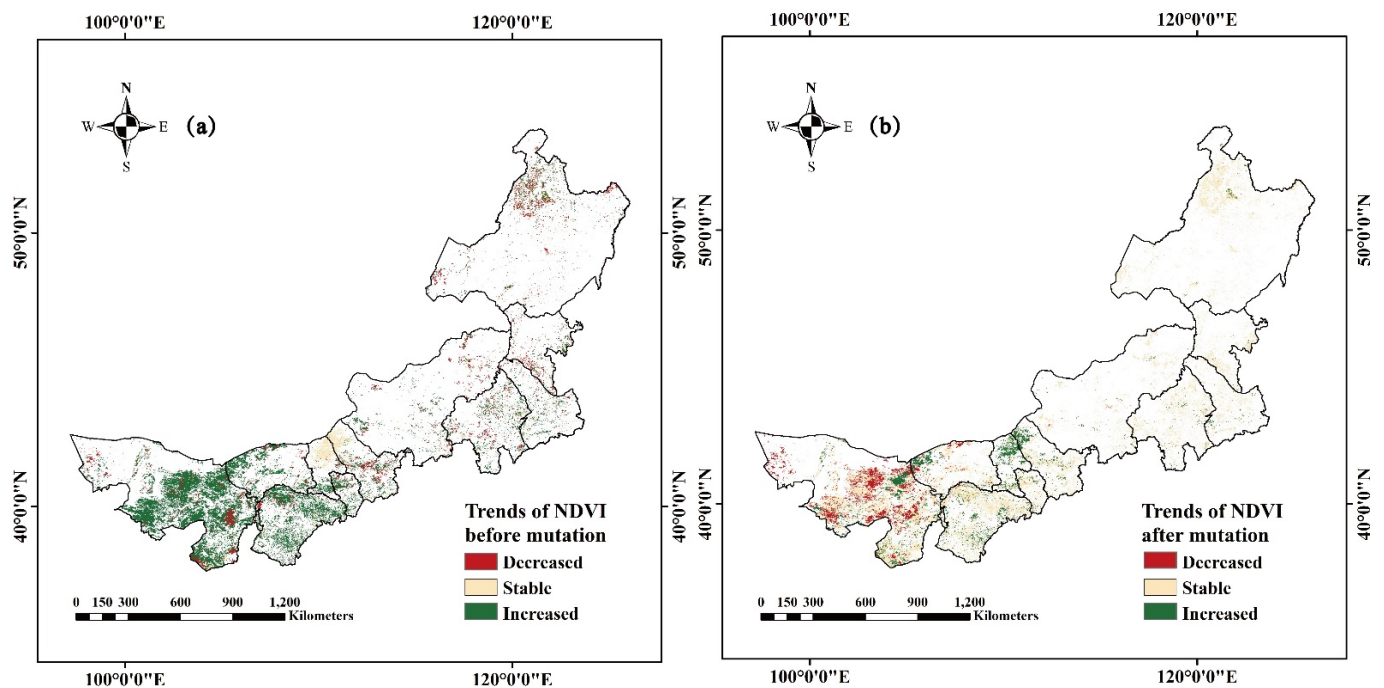 100°0'0"E 120°0'0"E
N
W E (a)
S
50°0'0"N 50°0'0"N
40°0'0"N 40°0'0"N
Trends of NDVI
before mutation
Decreased
Stable
Increased
0 150 300 600 900 1,200
Kilometers
100°0'0"E 120°0'0"E
100°0'0"E 120°0'0"E
N
W E (b)
S
50°0'0"N 50°0'0"N
40°0'0"N 40°0'0"N
Trends of NDVI
after mutation
Decreased
Stable
Increased
0 150 300 600 900 1,200
Kilometers
100°0'0"E 120°0'0"E